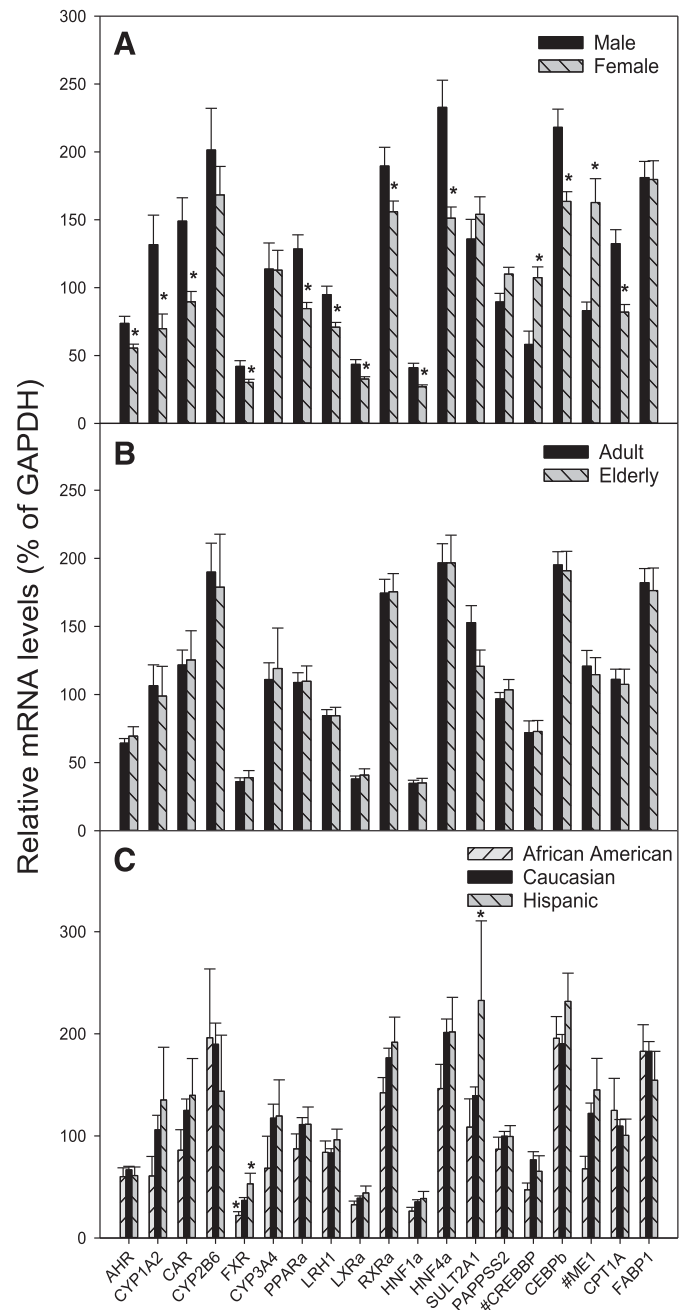 Relative mRNA levels (% of GAPDH)
A
Male
Female
300
250
200
150
100
50
0
* * * * * * * * * * * * * * *
B
Adult
Elderly
250
200
150
100
50
0
C
African American
Caucasian
Hispanic
300
200
100
0
* * *
AHR
CYP1A2
CAR
CYP2B6
FXR
CYP3A4
PPARa
LRH1
LXRa
RXRa
HNF1a
HNF4a
SULT2A1
PAPPSS2
#CREBBP
CEBPb
#ME1
CPT1A
FABP1